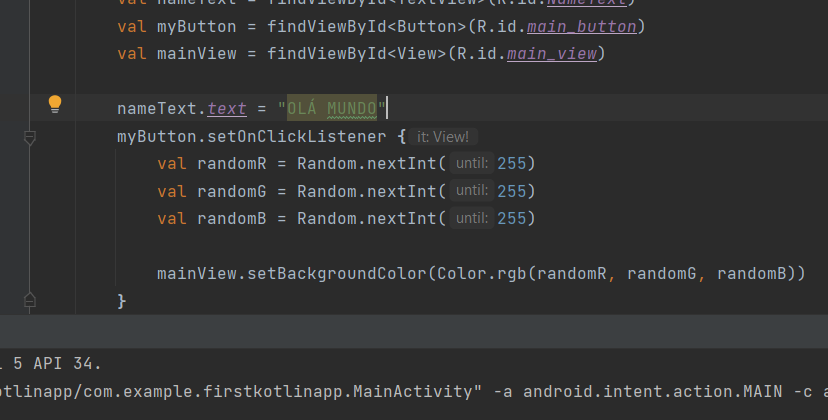 val nameText = findViewById<TextView>(R.id.NameText)
val myButton = findViewById<Button>(R.id.main_button)
val mainView = findViewById<View>(R.id.main_view)
nameText.text = "OLÁ MUNDO"
myButton.setOnClickListener { it: View!
val randomR = Random.nextInt( until: 255)
val randomG = Random.nextInt( until: 255)
val randomB = Random.nextInt( until: 255)
mainView.setBackgroundColor(Color.rgb(randomR, randomG, randomB))
}
5 API 34.
otlinapp/com.example.firstkotlinapp.MainActivity" -a android.intent.action.MAIN -c a